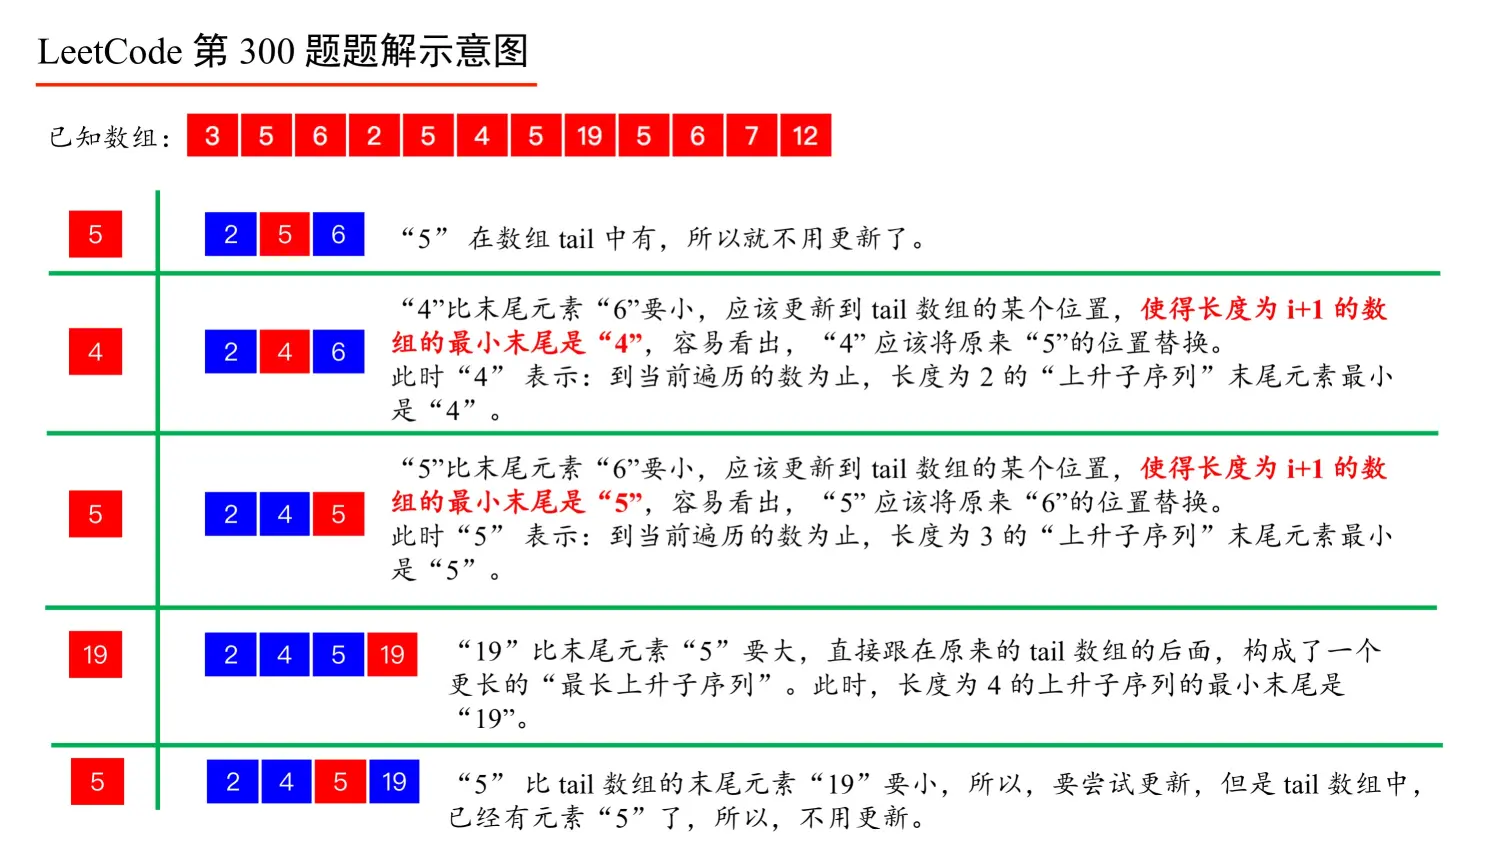 LeetCode 第 300 题题解示意图
已知数组： 3 5 6 2 5 4 5 19 5 6 7 12
5 2 5 6 “5” 在数组 tail 中有，所以就不用更新了。
“4”比末尾元素“6”要小，应该更新到 tail 数组的某个位置，使得长度为 i+1 的数
4 2 4 6 组的最小末尾是“4”，容易看出，“4” 应该将原来“5”的位置替换。
此时“4” 表示：到当前遍历的数为止，长度为 2 的“上升子序列”末尾元素最小
是“4”。
“5”比末尾元素“6”要小，应该更新到 tail 数组的某个位置，使得长度为 i+1 的数
5 2 4 5 组的最小末尾是“5”，容易看出，“5” 应该将原来“6”的位置替换。
此时“5” 表示：到当前遍历的数为止，长度为 3 的“上升子序列”末尾元素最小
是“5”。
19 2 4 5 19 “19”比末尾元素“5”要大，直接跟在原来的 tail 数组的后面，构成了一个
更长的“最长上升子序列”。此时，长度为 4 的上升子序列的最小末尾是
“19”。
5 2 4 5 19 “5” 比 tail 数组的末尾元素“19”要小，所以，要尝试更新，但是 tail 数组中，
已经有元素“5”了，所以，不用更新。